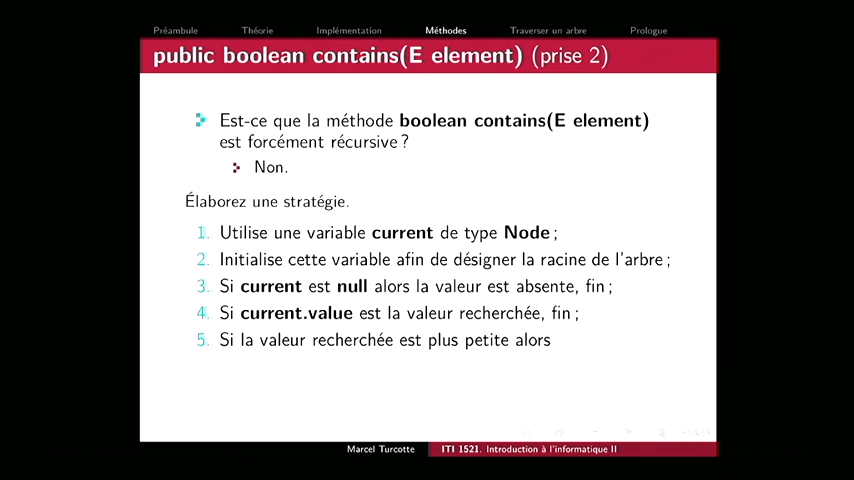 Préambule Théorie Implémentation Méthodes Traverser un arbre Prologue
public boolean contains(E element) (prise 2)
Est-ce que la méthode boolean contains(E element)
est forcément récursive ?
Non.
Élaborez une stratégie.
1. Utilise une variable current de type Node ;
2. Initialise cette variable afin de désigner la racine de l'arbre ;
3. Si current est null alors la valeur est absente, fin ;
4. Si current.value est la valeur recherchée, fin ;
5. Si la valeur recherchée est plus petite alors
Marcel Turcotte ITI 1521. Introduction à l'informatique II